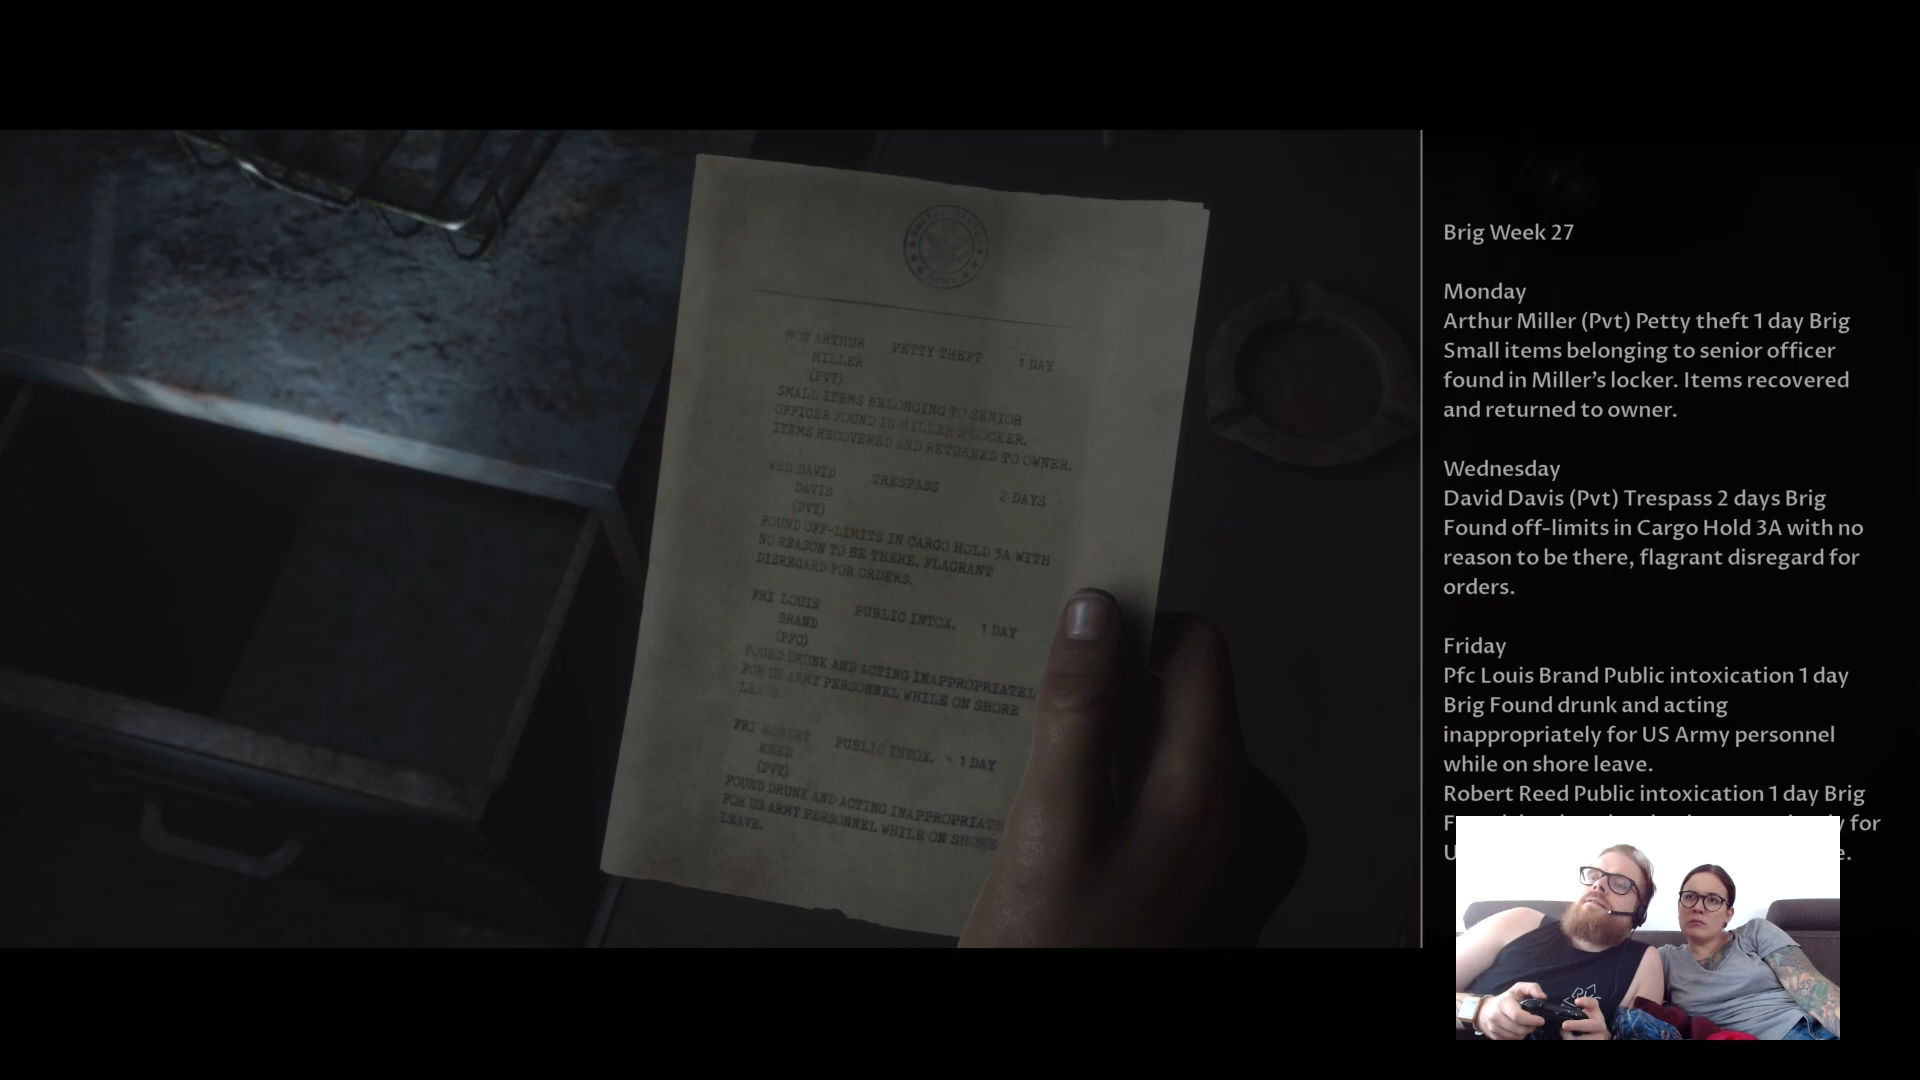 UNITED STATES
ARMY
MON ARTHUR PETTY THEFT 1 DAY
MILLER
(PVT)
SMALL ITEMS BELONGING TO SENIOR
OFFICER FOUND IN MILLER'S LOCKER.
ITEMS RECOVERED AND RETURNED TO OWNER.
WED DAVID TRESPASS 2 DAYS
DAVIS
(PVT)
FOUND OFF-LIMITS IN CARGO HOLD 3A WITH
NO REASON TO BE THERE, FLAGRANT
DISREGARD FOR ORDERS.
FRI LOUIS PUBLIC INTOX. 1 DAY
BRAND
(PFC)
FOUND DRUNK AND ACTING INAPPROPRIATEL
FOR US ARMY PERSONNEL WHILE ON SHORE
LEAVE.
FRI ROBERT PUBLIC INTOX. 1 DAY
REED
(PVT)
FOUND DRUNK AND ACTING INAPPROPRIATE
FOR US ARMY PERSONNEL WHILE ON SHORE
LEAVE.
Brig Week 27
Monday
Arthur Miller (Pvt) Petty theft 1 day Brig
Small items belonging to senior officer
found in Miller's locker. Items recovered
and returned to owner.
Wednesday
David Davis (Pvt) Trespass 2 days Brig
Found off-limits in Cargo Hold 3A with no
reason to be there, flagrant disregard for
orders.
Friday
Pfc Louis Brand Public intoxication 1 day
Brig Found drunk and acting
inappropriately for US Army personnel
while on shore leave.
Robert Reed Public intoxication 1 day Brig
for